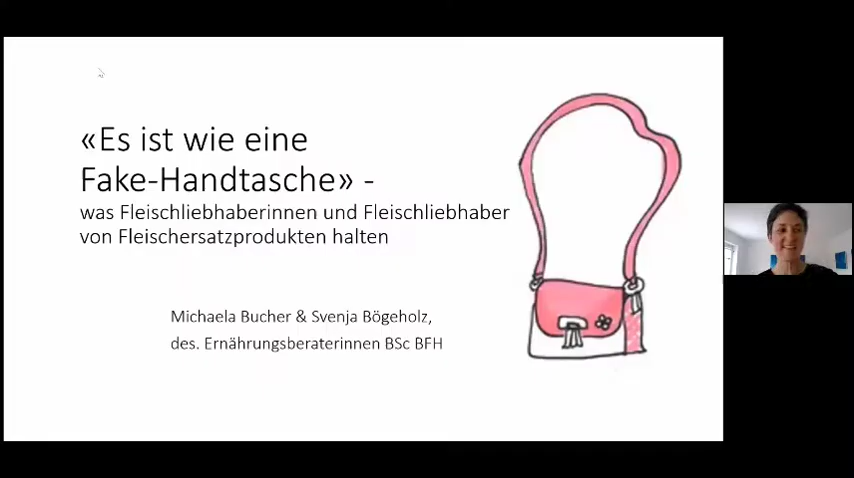 «Es ist wie eine
Fake-Handtasche» -
was Fleischliebhaberinnen und Fleischliebhaber
von Fleischersatzprodukten halten
Michaela Bucher & Svenja Bögeholz,
des. Ernährungsberaterinnen BSc BFH